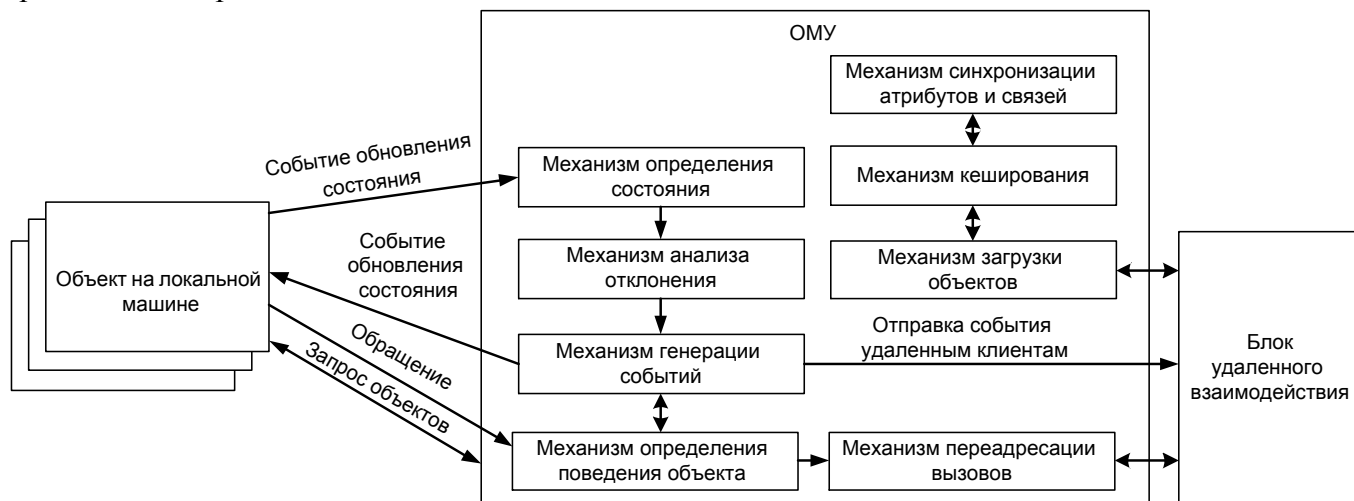 ОМУ
Механизм синхронизации
атрибутов и связей
Событие обновления
состояния
Механизм определения
состояния
Механизм кеширования
Объект на локальной
машине
Событие
обновления
состояния
Механизм анализа
отклонения
Механизм загрузки
объектов
Обращение
Запрос объектов
Механизм генерации
событий
Отправка события
удаленным клиентам
Блок
удаленного
взаимодействия
Механизм определения
поведения объекта
Механизм переадресации
вызовов